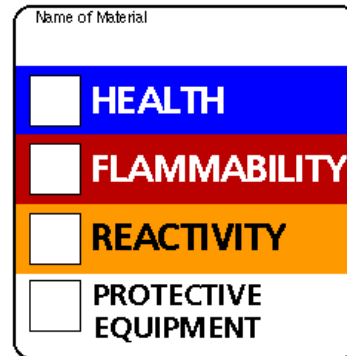 Name of Material
HEALTH
FLAMMABILITY
REACTIVITY
PROTECTIVE
EQUIPMENT